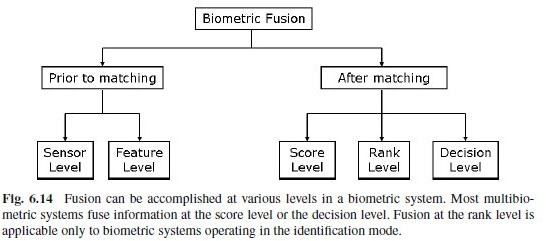 Biometric Fusion
Prior to matching
After matching
Sensor
Level
Feature
Level
Score
Level
Rank
Level
Decision
Level
Fig. 6.14 Fusion can be accomplished at various levels in a biometric system. Most multibio-
metric systems fuse information at the score level or the decision level. Fusion at the rank level is
applicable only to biometric systems operating in the identification mode.